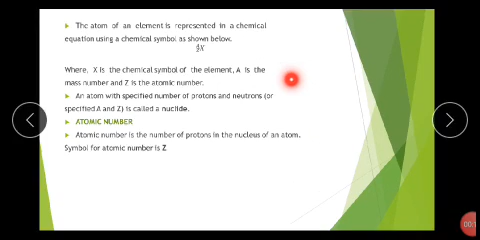 The atom of an element is represented in a chemical
equation using a chemical symbol as shown below.
A/Z X
Where, X is the chemical symbol of the element, A is the
mass number and Z is the atomic number.
An atom with specified number of protons and neutrons (or
specified A and Z) is called a nuclide.
ATOMIC NUMBER
Atomic number is the number of protons in the nucleus of an atom.
Symbol for atomic number is Z